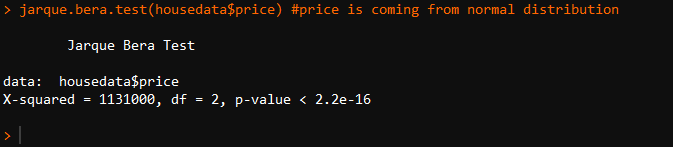 > jarque.bera.test(housedata$price) #price is coming from normal distribution
Jarque Bera Test
data:  housedata$price
X-squared = 1131000, df = 2, p-value < 2.2e-16
>